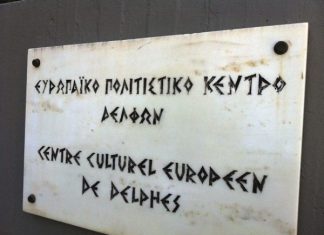 ΕΥΡΩΠΑΪΚΟ ΠΟΛΙΤΙΣΤΙΚΟ ΚΕΝΤΡΟ
ΔΕΛΦΩΝ
CENTRE CULTUREL EUROPEEN
DE DELPHES